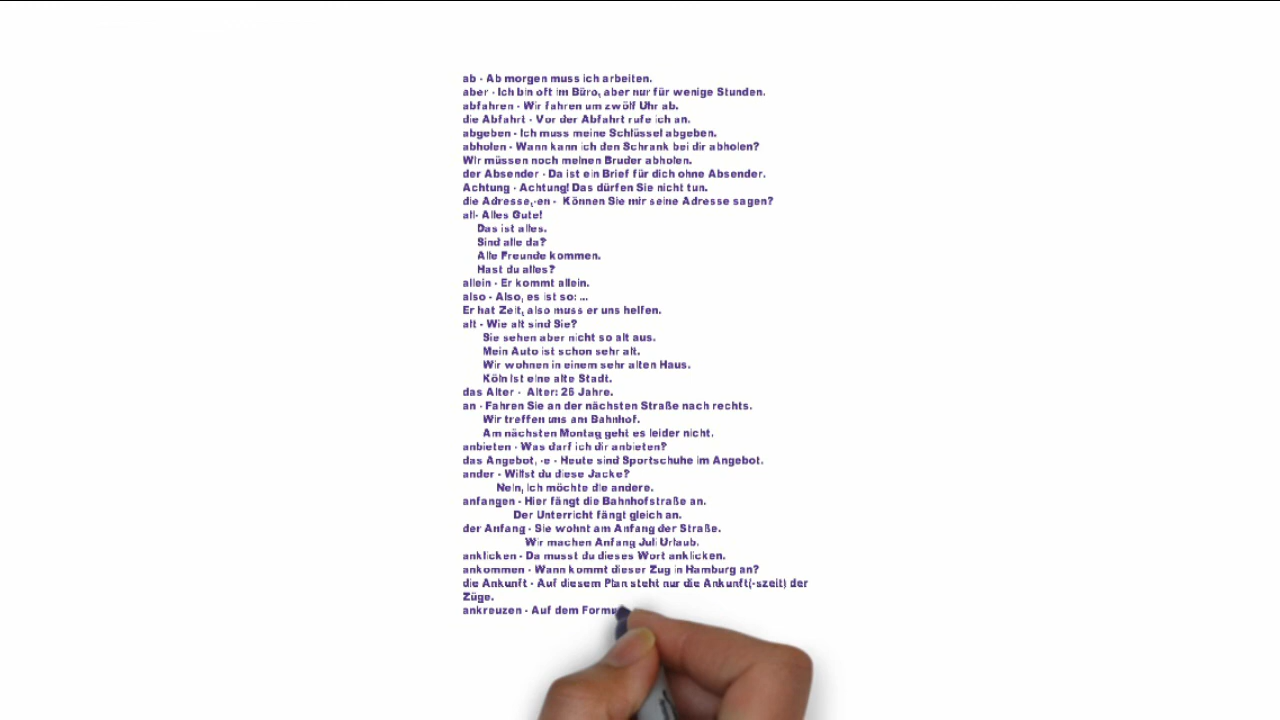 ab - Ab morgen muss ich arbeiten.
aber - Ich bin oft im Büro, aber nur für wenige Stunden.
abfahren - Wir fahren um zwölf Uhr ab.
die Abfahrt - Vor der Abfahrt rufe ich an.
abgeben - Ich muss meine Schlüssel abgeben.
abholen - Wann kann ich den Schrank bei dir abholen?
Wir müssen noch meinen Bruder abholen.
der Absender - Da ist ein Brief für dich ohne Absender.
Achtung - Achtung! Das dürfen Sie nicht tun.
die Adresse,-en - Können Sie mir seine Adresse sagen?
all- Alles Gute!
Das ist alles.
Sind alle da?
Alle Freunde kommen.
Hast du alles?
allein - Er kommt allein.
also - Also, es ist so: ...
Er hat Zeit, also muss er uns helfen.
alt - Wie alt sind Sie?
Sie sehen aber nicht so alt aus.
Mein Auto ist schon sehr alt.
Wir wohnen in einem sehr alten Haus.
Köln ist eine alte Stadt.
das Alter - Alter: 26 Jahre.
an - Fahren Sie an der nächsten Straße nach rechts.
Wir treffen uns am Bahnhof.
Am nächsten Montag geht es leider nicht.
anbieten - Was darf ich dir anbieten?
das Angebot, -e - Heute sind Sportschuhe im Angebot.
ander - Willst du diese Jacke?
Nein, ich möchte die andere.
anfangen - Hier fängt die Bahnhofstraße an.
Der Unterricht fängt gleich an.
der Anfang - Sie wohnt am Anfang der Straße.
Wir machen Anfang Juli Urlaub.
anklicken - Da musst du dieses Wort anklicken.
ankommen - Wann kommt dieser Zug in Hamburg an?
die Ankunft - Auf diesem Plan steht nur die Ankunft(-szeit) der
Züge.
ankreuzen - Auf dem Formu